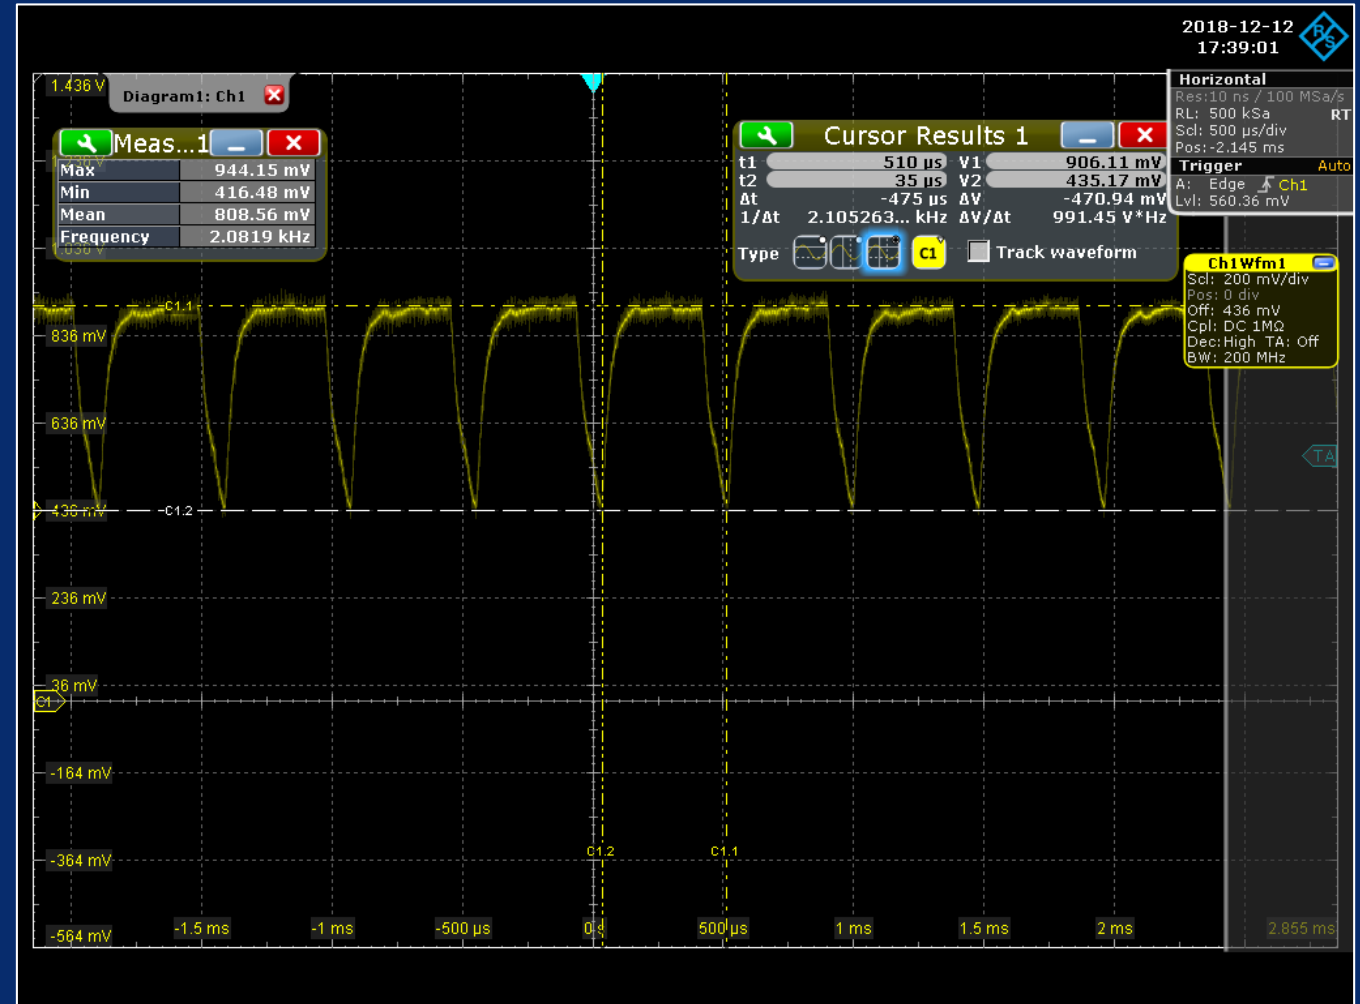 2018-12-12
17:39:01
R&S
Horizontal
Res:10 ns / 100 MSa/s
RL: 500 kSa RT
Scl: 500 µs/div
Pos:-2.145 ms
Trigger Auto
A: Edge Ch1
Lvl: 560.36 mV
1.436 V
Diagram1: Ch1
Meas...1
Max 944.15 mV
Min 416.48 mV
Mean 808.56 mV
Frequency 2.0819 kHz
1.036 V
Cursor Results 1
t1 510 µs V1 906.11 mV
t2 35 µs V2 435.17 mV
Δt -475 µs ΔV -470.94 mV
1/Δt 2.105263... kHz ΔV/Δt 991.45 V*Hz
Type C1 Track waveform
Ch1Wfm1
Scl: 200 mV/div
Pos: 0 div
Off: 436 mV
Cpl: DC 1MΩ
Dec:High TA: Off
BW: 200 MHz
C1.1
836 mV
636 mV
TA
436 mV
C1.2
236 mV
36 mV
C1
-164 mV
C1.2 C1.1
-364 mV
-564 mV
-1.5 ms -1 ms -500 µs 0 s 500 µs 1 ms 1.5 ms 2 ms 2.855 ms